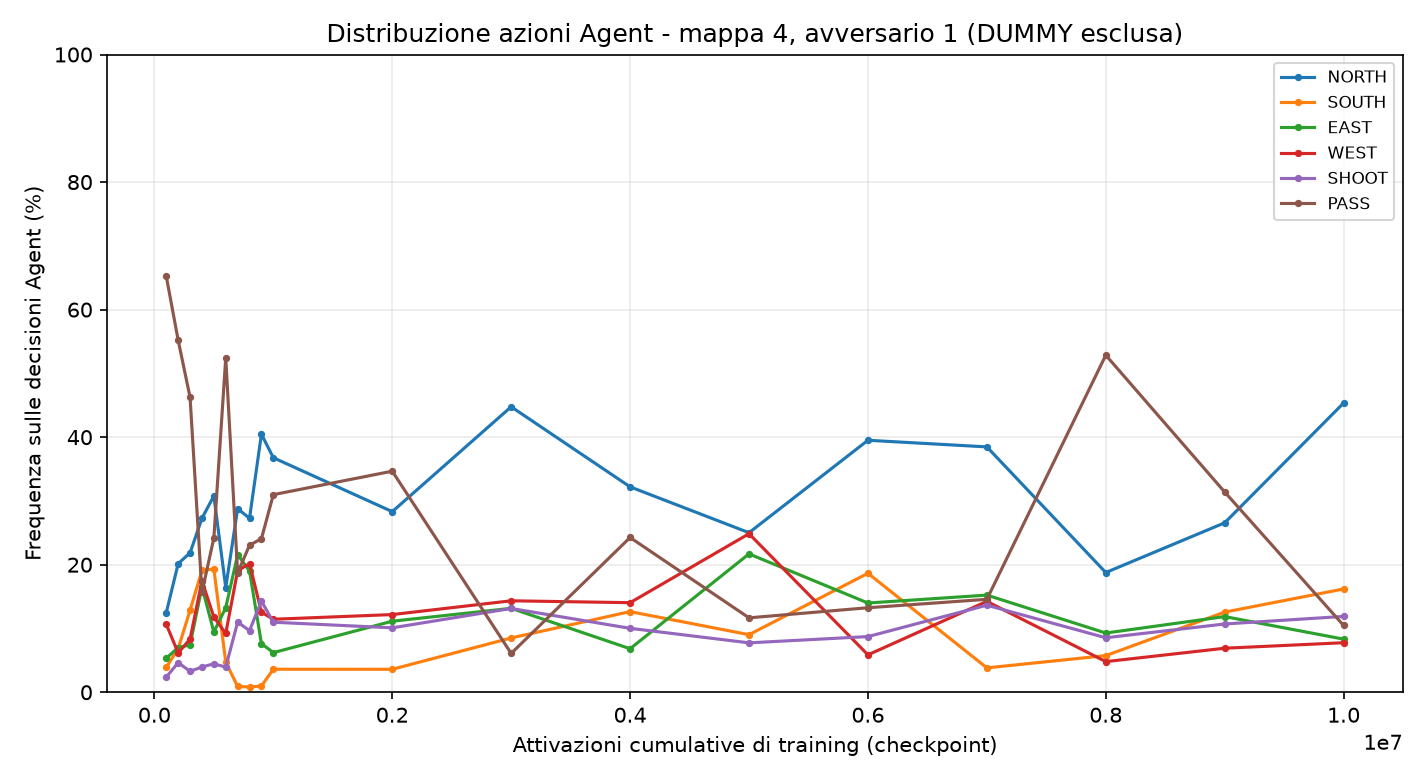 Distribuzione azioni Agent - mappa 4, avversario 1 (DUMMY esclusa)
Frequenza sulle decisioni Agent (%)
100
80
60
40
20
0
NORTH
SOUTH
EAST
WEST
SHOOT
PASS
0.0
0.2
0.4
0.6
0.8
1.0
1e7
Attivazioni cumulative di training (checkpoint)